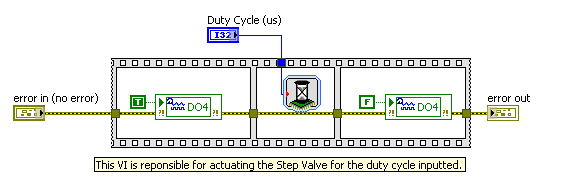 Duty Cycle (us)
I32
error in (no error)
T
DO4
?!
?!
F
DO4
?!
?!
error out
This VI is reponsible for actuating the Step Valve for the duty cycle inputted.